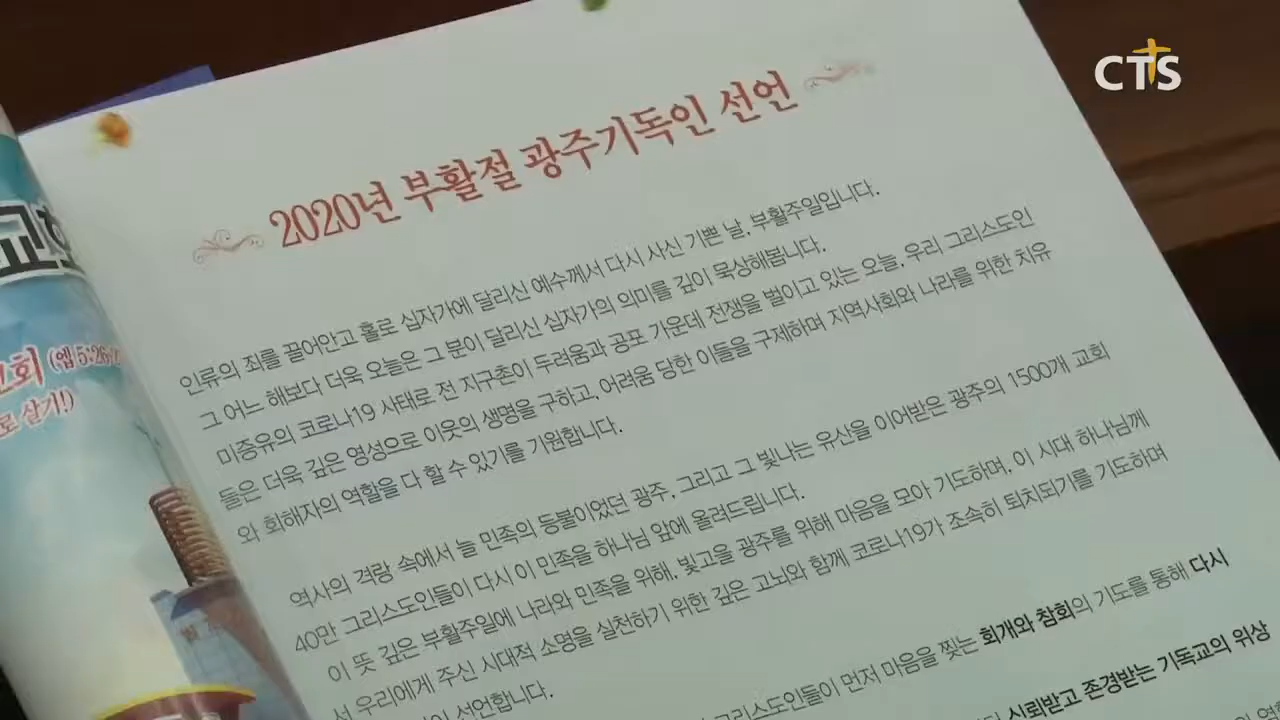 CTS
2020년 부활절 광주기독인 선언
인류의 죄를 끌어안고 홀로 십자가에 달리신 예수께서 다시 사신 기쁜 날, 부활주일입니다.
그 어느 해보다 더욱 오늘은 그 분이 달리신 십자가의 의미를 깊이 묵상해봅니다.
미증유의 코로나19 사태로 전 지구촌이 두려움과 공포 가운데 전쟁을 벌이고 있는 오늘, 우리 그리스도인
들은 더욱 깊은 영성으로 이웃의 생명을 구하고, 어려움 당한 이들을 구제하며 지역사회와 나라를 위한 치유
와 화해자의 역할을 다 할 수 있기를 기원합니다.
역사의 격랑 속에서 늘 민족의 등불이었던 광주, 그리고 그 빛나는 유산을 이어받은 광주의 1500개 교회
40만 그리스도인들이 다시 이 민족을 하나님 앞에 올려드립니다.
이 뜻 깊은 부활주일에 나라와 민족을 위해, 빛고을 광주를 위해 마음을 모아 기도하며, 이 시대 하나님께
서 우리에게 주신 시대적 소명을 실천하기 위한 깊은 고뇌와 함께 코로나19가 조속히 퇴치되기를 기도하며
선언합니다.
그리스도인들이 먼저 마음을 찢는 회개와 참회의 기도를 통해 다시
신뢰받고 존경받는 기독교의 위상
교회
(엡 5:26
로 살기!)